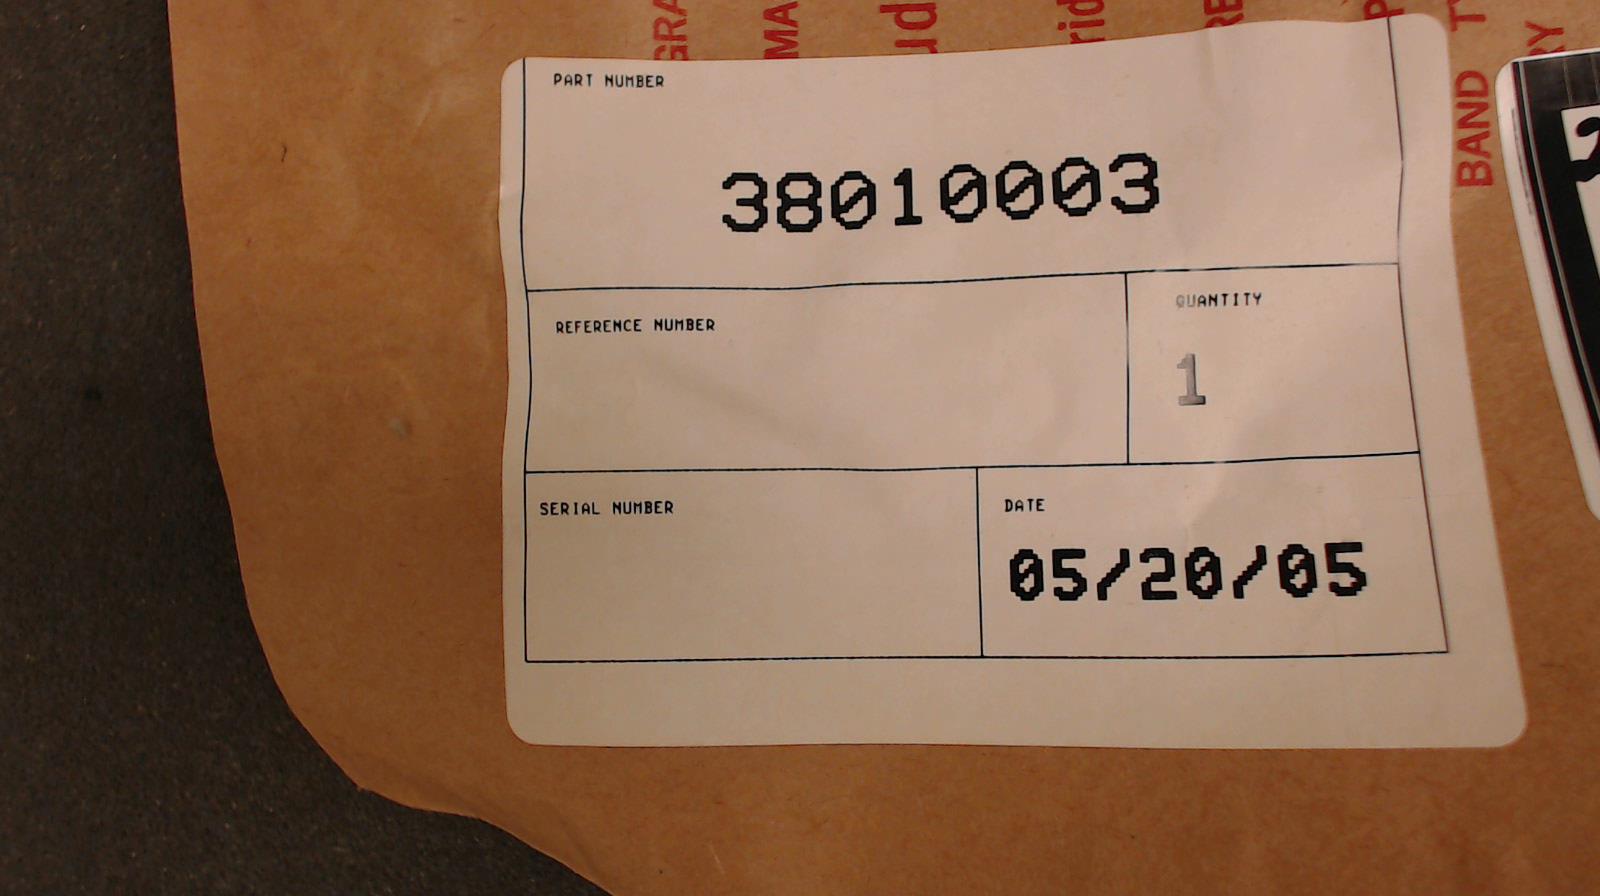 PART NUMBER
38010003
REFERENCE NUMBER
QUANTITY
1
SERIAL NUMBER
DATE
05/20/05
BAND